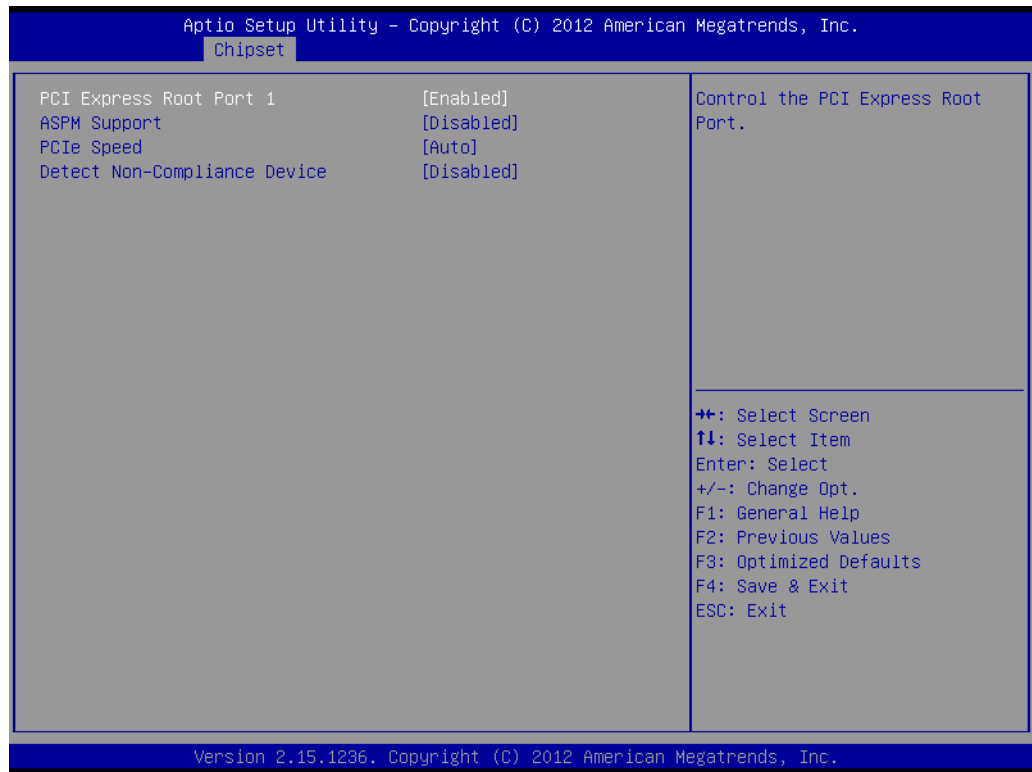 Aptio Setup Utility – Copyright (C) 2012 American Megatrends, Inc.
Chipset
PCI Express Root Port 1 [Enabled]
ASPM Support [Disabled]
PCIe Speed [Auto]
Detect Non-Compliance Device [Disabled]
Control the PCI Express Root
Port.
→←: Select Screen
↑↓: Select Item
Enter: Select
+/-: Change Opt.
F1: General Help
F2: Previous Values
F3: Optimized Defaults
F4: Save & Exit
ESC: Exit
Version 2.15.1236. Copyright (C) 2012 American Megatrends, Inc.